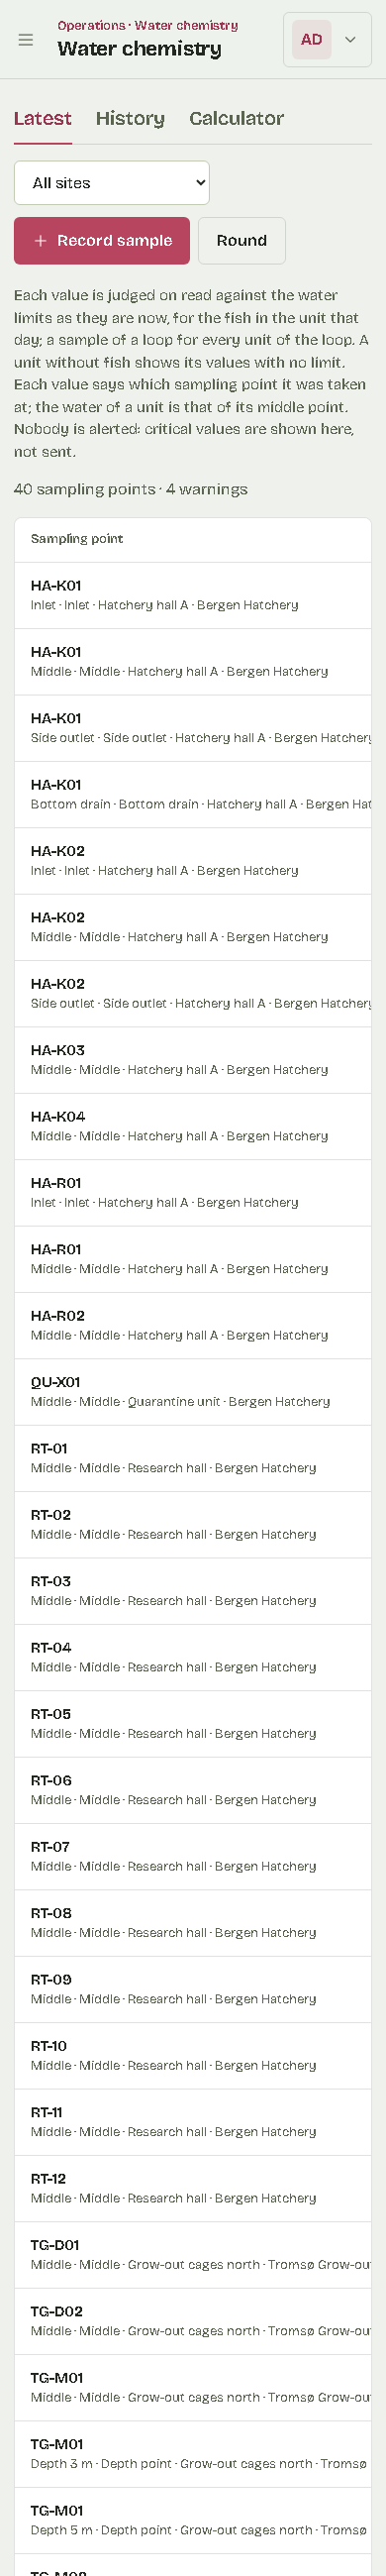 Operations · Water chemistry
Water chemistry
AD
Latest History Calculator
All sites
+ Record sample Round
Each value is judged on read against the water
limits as they are now, for the fish in the unit that
day; a sample of a loop for every unit of the loop. A
unit without fish shows its values with no limit.
Each value says which sampling point it was taken
at; the water of a unit is that of its middle point.
Nobody is alerted: critical values are shown here,
not sent.
40 sampling points · 4 warnings
Sampling point
HA-K01
Inlet · Inlet · Hatchery hall A · Bergen Hatchery
HA-K01
Middle · Middle · Hatchery hall A · Bergen Hatchery
HA-K01
Side outlet · Side outlet · Hatchery hall A · Bergen Hatchery
HA-K01
Bottom drain · Bottom drain · Hatchery hall A · Bergen Hat
HA-K02
Inlet · Inlet · Hatchery hall A · Bergen Hatchery
HA-K02
Middle · Middle · Hatchery hall A · Bergen Hatchery
HA-K02
Side outlet · Side outlet · Hatchery hall A · Bergen Hatchery
HA-K03
Middle · Middle · Hatchery hall A · Bergen Hatchery
HA-K04
Middle · Middle · Hatchery hall A · Bergen Hatchery
HA-R01
Inlet · Inlet · Hatchery hall A · Bergen Hatchery
HA-R01
Middle · Middle · Hatchery hall A · Bergen Hatchery
HA-R02
Middle · Middle · Hatchery hall A · Bergen Hatchery
QU-X01
Middle · Middle · Quarantine unit · Bergen Hatchery
RT-01
Middle · Middle · Research hall · Bergen Hatchery
RT-02
Middle · Middle · Research hall · Bergen Hatchery
RT-03
Middle · Middle · Research hall · Bergen Hatchery
RT-04
Middle · Middle · Research hall · Bergen Hatchery
RT-05
Middle · Middle · Research hall · Bergen Hatchery
RT-06
Middle · Middle · Research hall · Bergen Hatchery
RT-07
Middle · Middle · Research hall · Bergen Hatchery
RT-08
Middle · Middle · Research hall · Bergen Hatchery
RT-09
Middle · Middle · Research hall · Bergen Hatchery
RT-10
Middle · Middle · Research hall · Bergen Hatchery
RT-11
Middle · Middle · Research hall · Bergen Hatchery
RT-12
Middle · Middle · Research hall · Bergen Hatchery
TG-D01
Middle · Middle · Grow-out cages north · Tromsø Grow-out
TG-D02
Middle · Middle · Grow-out cages north · Tromsø Grow-out
TG-M01
Middle · Middle · Grow-out cages north · Tromsø Grow-out
TG-M01
Depth 3 m · Depth point · Grow-out cages north · Tromsø
TG-M01
Depth 5 m · Depth point · Grow-out cages north · Tromsø